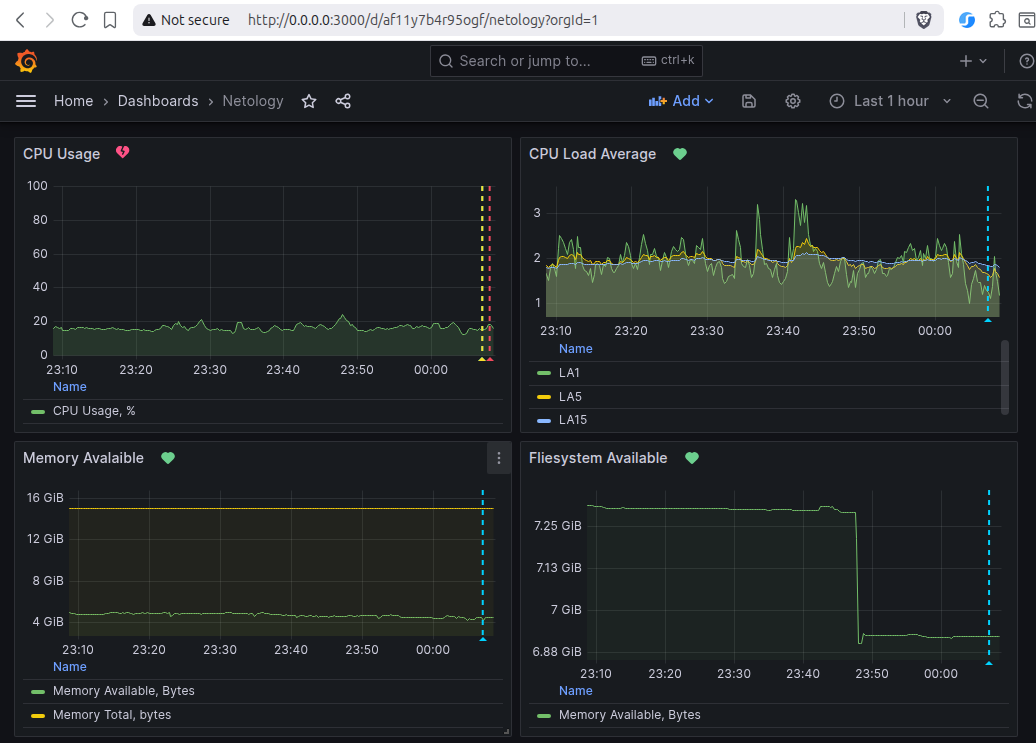 Not secure http://0.0.0.0:3000/d/af11y7b4r95ogf/netology?orgId=1
Search or jump to... ctrl+k
Home › Dashboards › Netology Add Last 1 hour
CPU Usage
100
80
60
40
20
0
23:10 23:20 23:30 23:40 23:50 00:00
Name
CPU Usage, %
CPU Load Average
3
2
1
23:10 23:20 23:30 23:40 23:50 00:00
Name
LA1
LA5
LA15
Memory Avalaible
16 GiB
12 GiB
8 GiB
4 GiB
23:10 23:20 23:30 23:40 23:50 00:00
Name
Memory Available, Bytes
Memory Total, bytes
Fliesystem Available
7.25 GiB
7.13 GiB
7 GiB
6.88 GiB
23:10 23:20 23:30 23:40 23:50 00:00
Name
Memory Available, Bytes